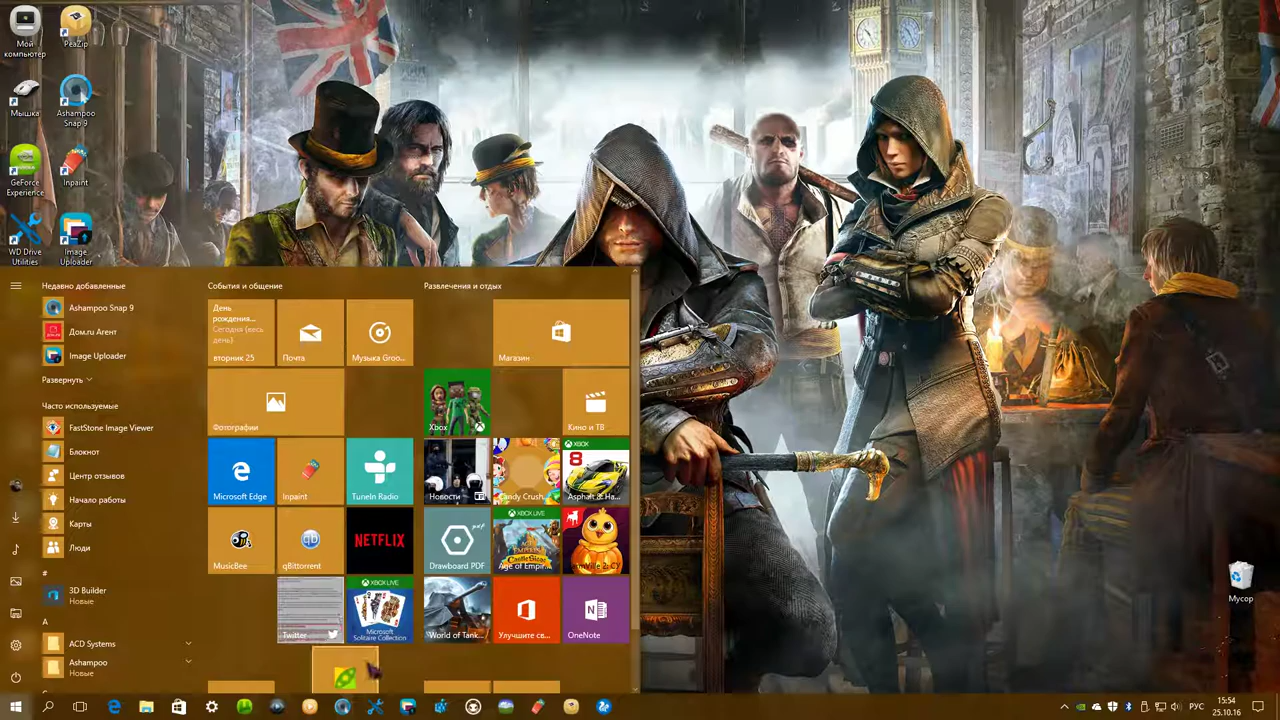 Мой
компьютер
PeaZip
Мышка
Ashampoo
Snap 9
GeForce
Experience
Inpaint
WD Drive
Utilities
Image
Uploader
Недавно добавленные
Ashampoo Snap 9
Дом.ru Агент
Image Uploader
Развернуть
Часто используемые
FastStone Image Viewer
Блокнот
Центр отзывов
Начало работы
Карты
Люди
#
3D Builder
Новые
A
ACD Systems
Ashampoo
Новые
События и общение
День
рождения...
Сегодня (весь
день)
вторник 25
Почта
Музыка Groo...
Фотографии
Microsoft Edge
Inpaint
TuneIn Radio
MusicBee
qb
qBittorrent
NETFLIX
Twitter
XBOX LIVE
Microsoft
Solitaire Collection
Развлечения и отдых
Магазин
Xbox
Кино и ТВ
Новости
Candy Crush...
XBOX
8
Asphalt 8: На...
Drawboard PDF
XBOX LIVE
Age of Empir...
World of Tank...
Улучшите св...
OneNote
Мусор
РУС
15:54
25.10.16